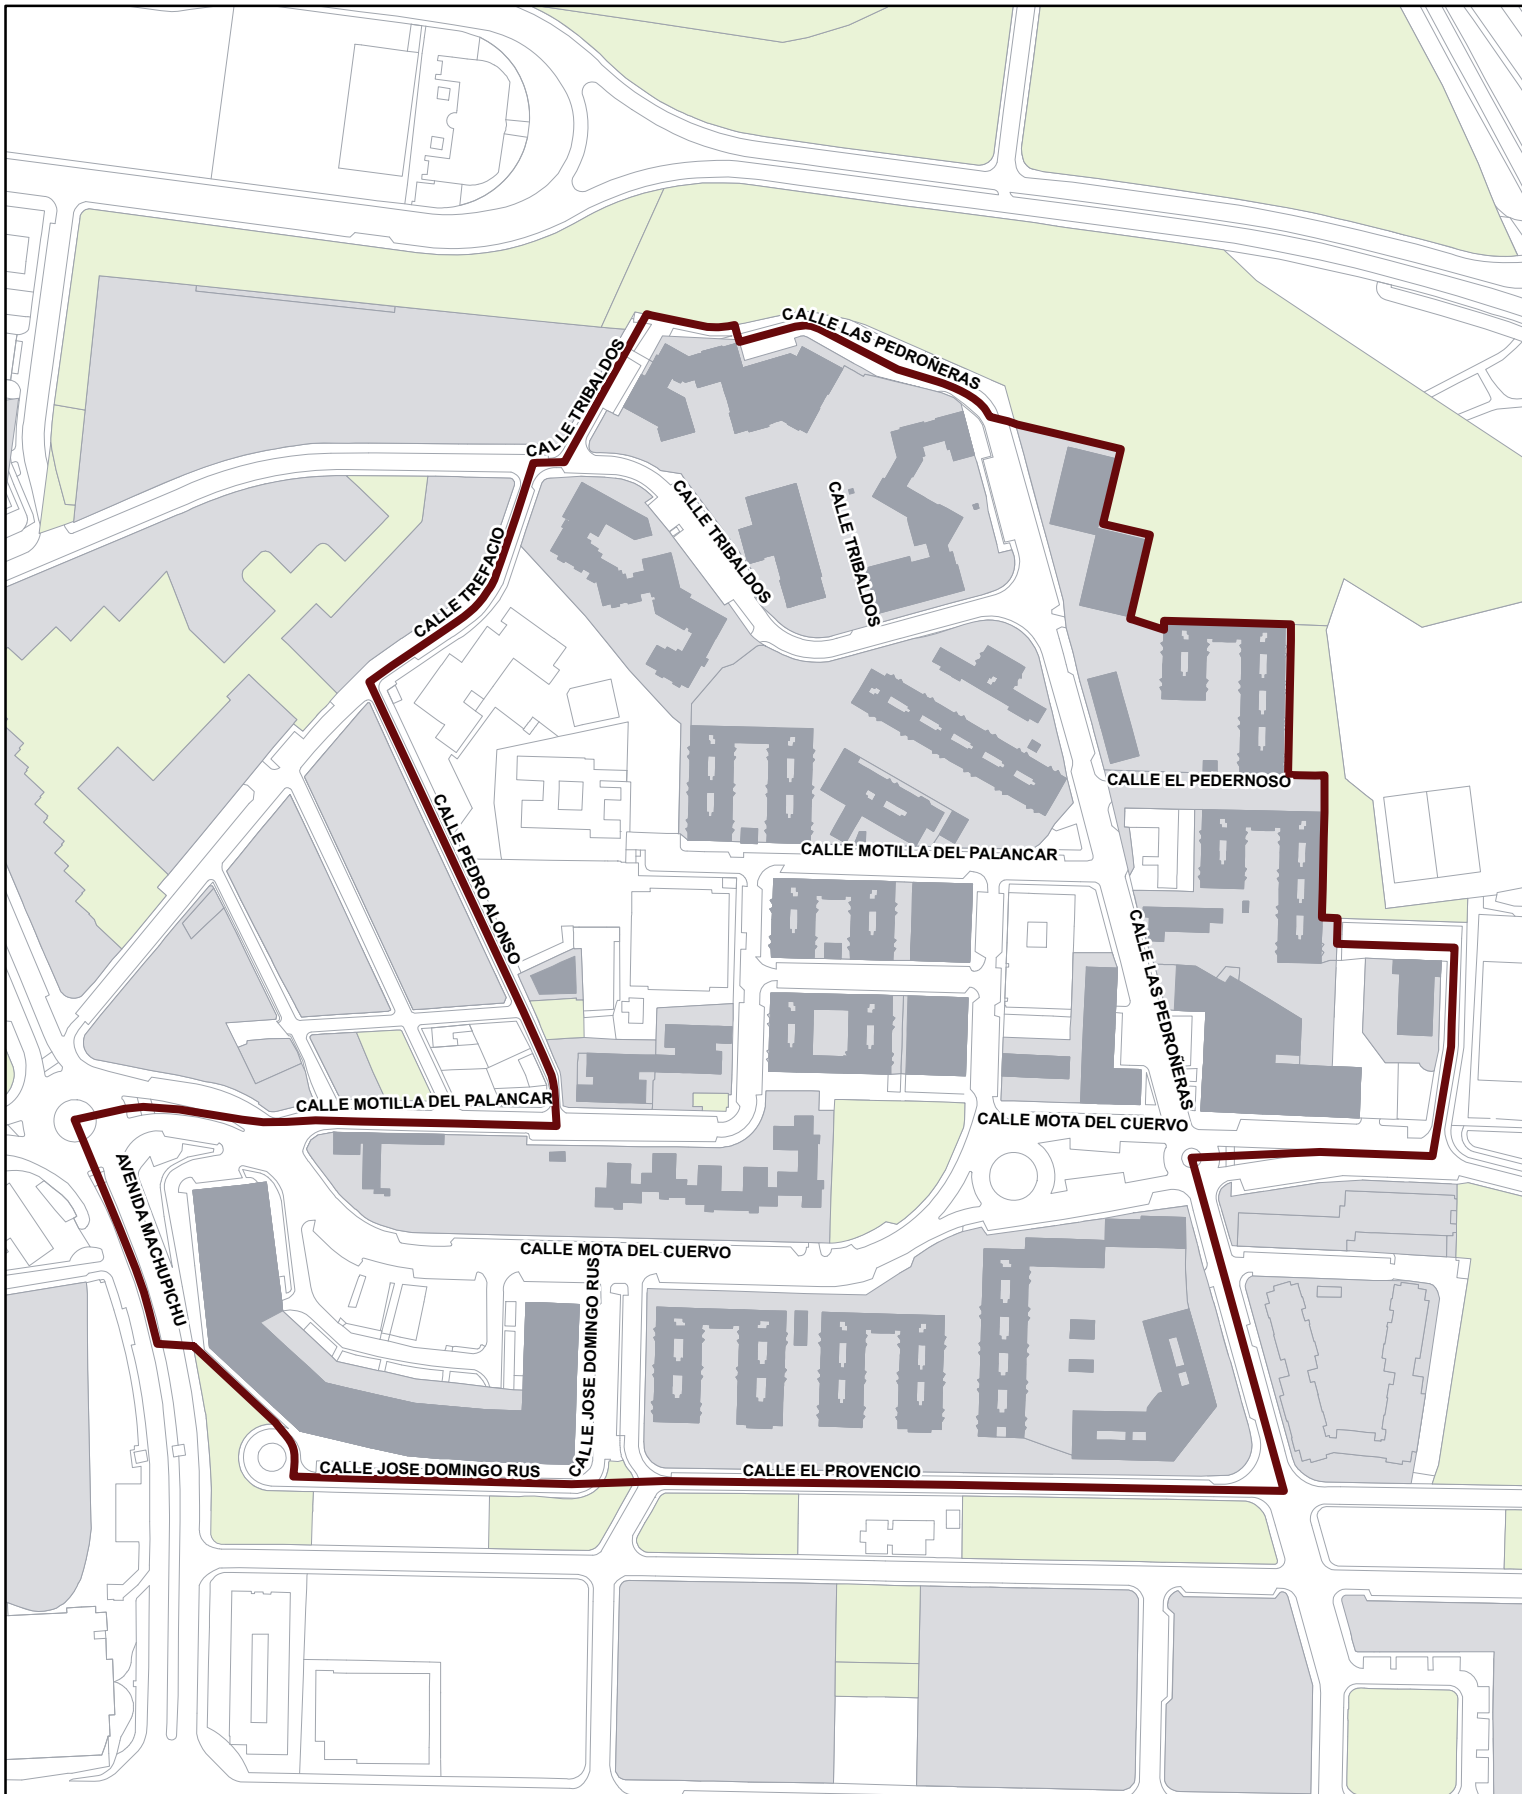 CALLE LAS PEDROÑERAS
CALLE TRIBALDOS
CALLE TRIBALDOS
CALLE TRIBALDOS
CALLE TREFACIO
CALLE EL PEDERNOSO
CALLE PEDRO ALONSO
CALLE MOTILLA DEL PALANCAR
CALLE LAS PEDROÑERAS
CALLE MOTILLA DEL PALANCAR
CALLE MOTA DEL CUERVO
AVENIDA MACHUPICHU
CALLE MOTA DEL CUERVO
CALLE JOSE DOMINGO RUS
CALLE JOSE DOMINGO RUS
CALLE EL PROVENCIO